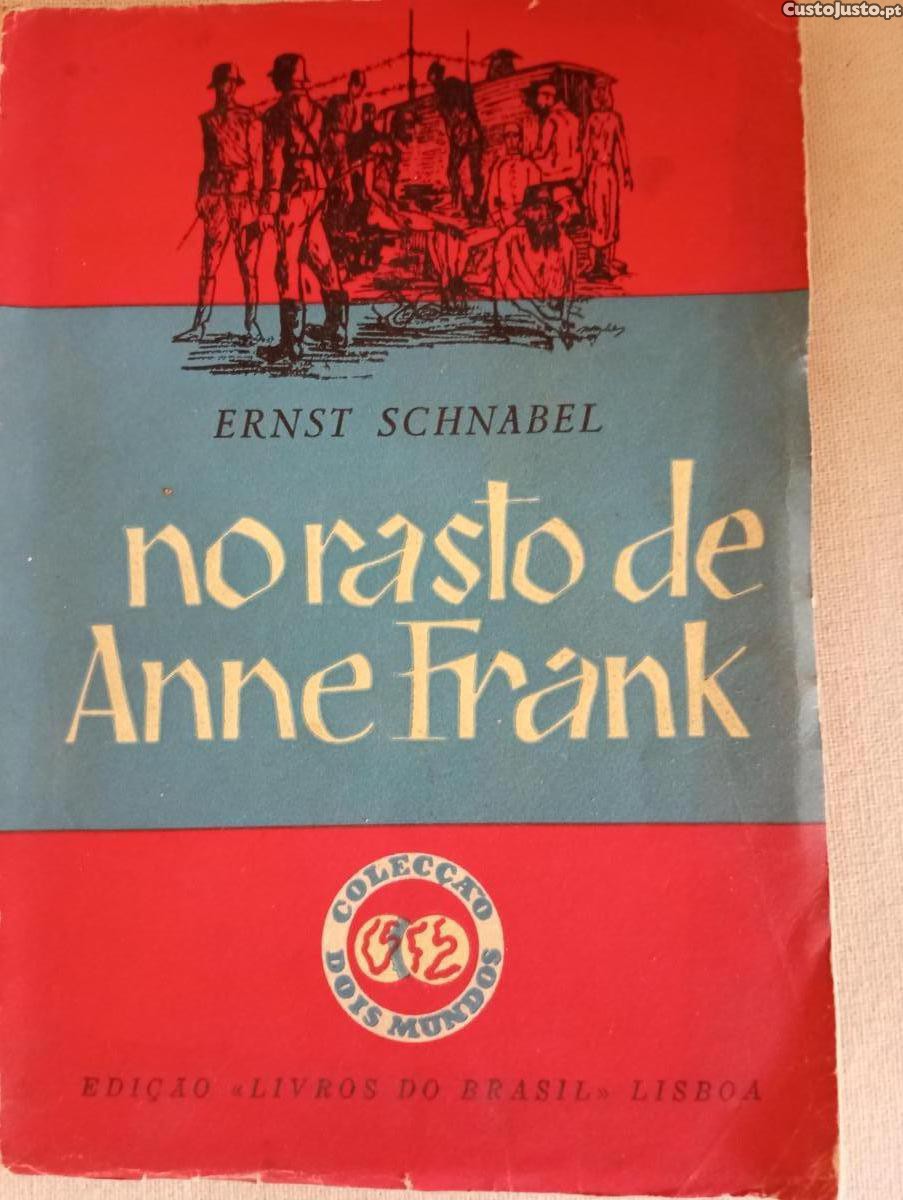 CustoJusto.pt
ERNST SCHNABEL
no rasto de
Anne Frank
COLECÇÃO
DOIS MUNDOS
EDIÇÃO «LIVROS DO BRASIL» LISBOA